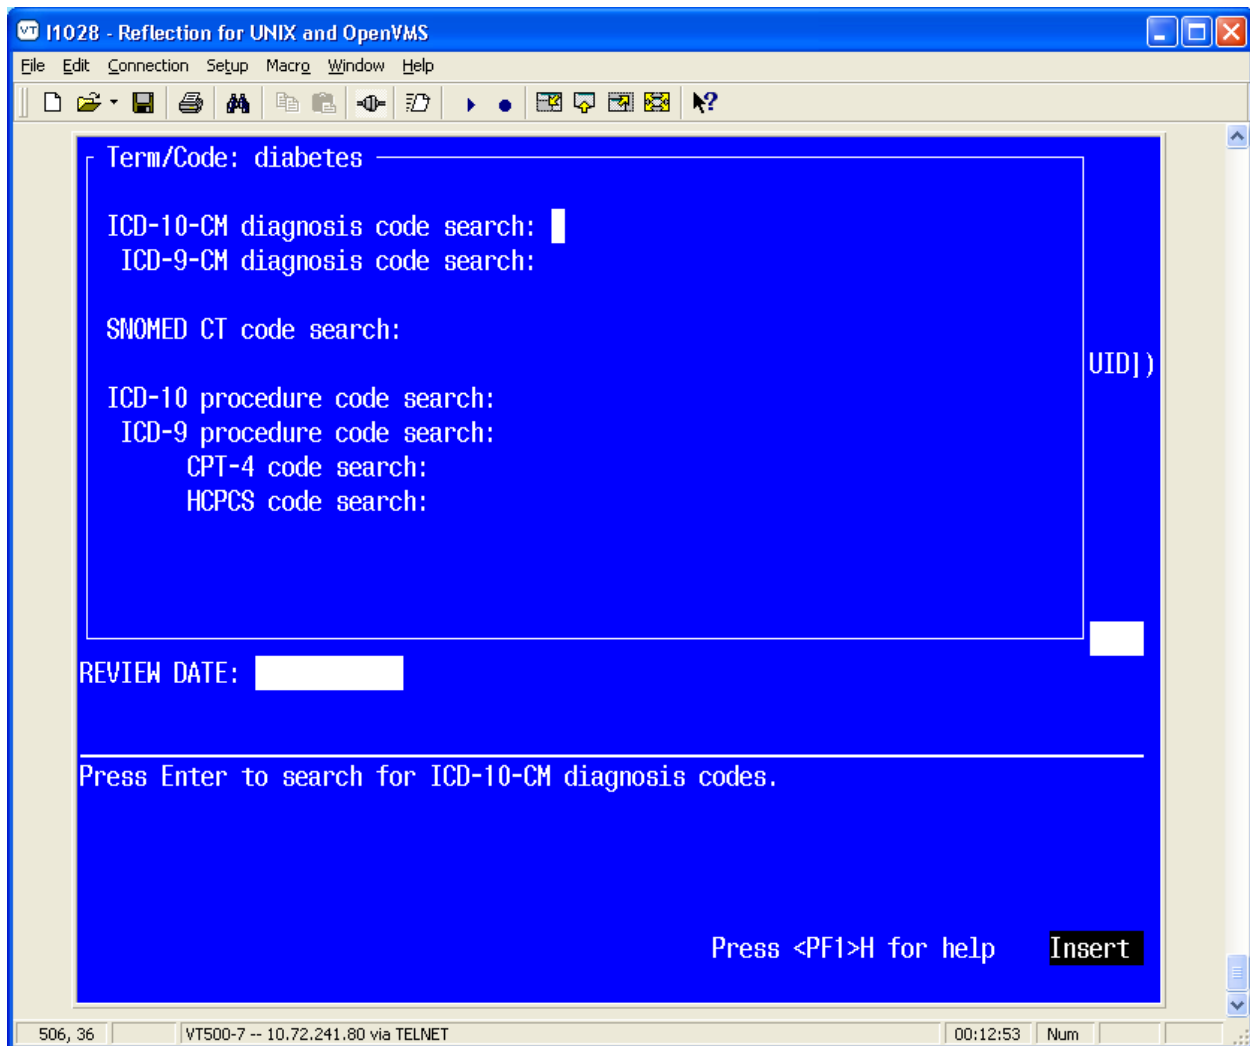 I1028 - Reflection for UNIX and OpenVMS
File Edit Connection Setup Macro Window Help
Term/Code: diabetes
ICD-10-CM diagnosis code search:
ICD-9-CM diagnosis code search:
SNOMED CT code search:
UID])
ICD-10 procedure code search:
ICD-9 procedure code search:
CPT-4 code search:
HCPCS code search:
REVIEW DATE:
Press Enter to search for ICD-10-CM diagnosis codes.
Press <PF1>H for help Insert
506, 36 VT500-7 -- 10.72.241.80 via TELNET 00:12:53 Num